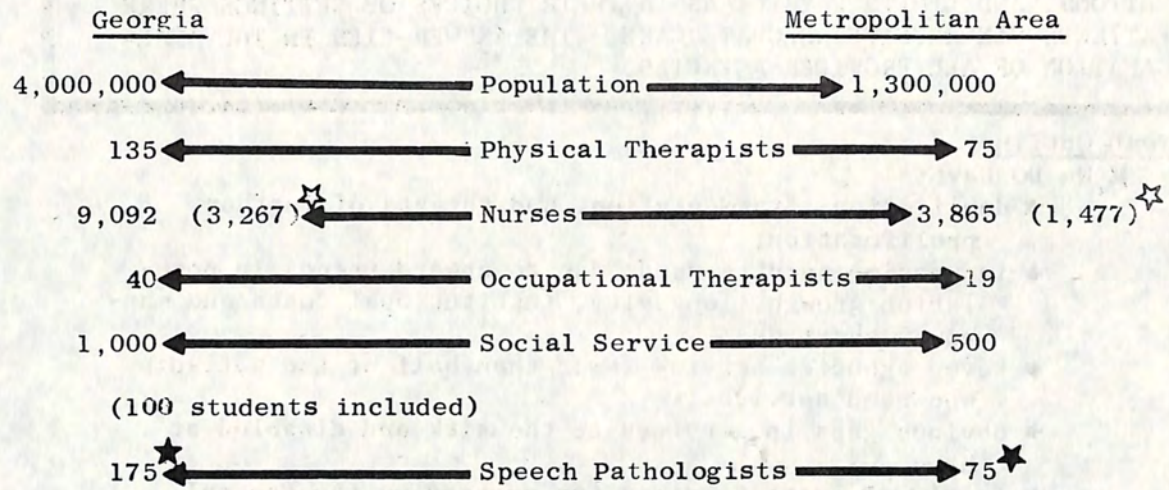 Georgia Metropolitan Area
4,000,000 Population 1,300,000
135 Physical Therapists 75
9,092 (3,267) Nurses 3,865 (1,477)
40 Occupational Therapists 19
1,000 Social Service 500
(100 students included)
175 Speech Pathologists 75